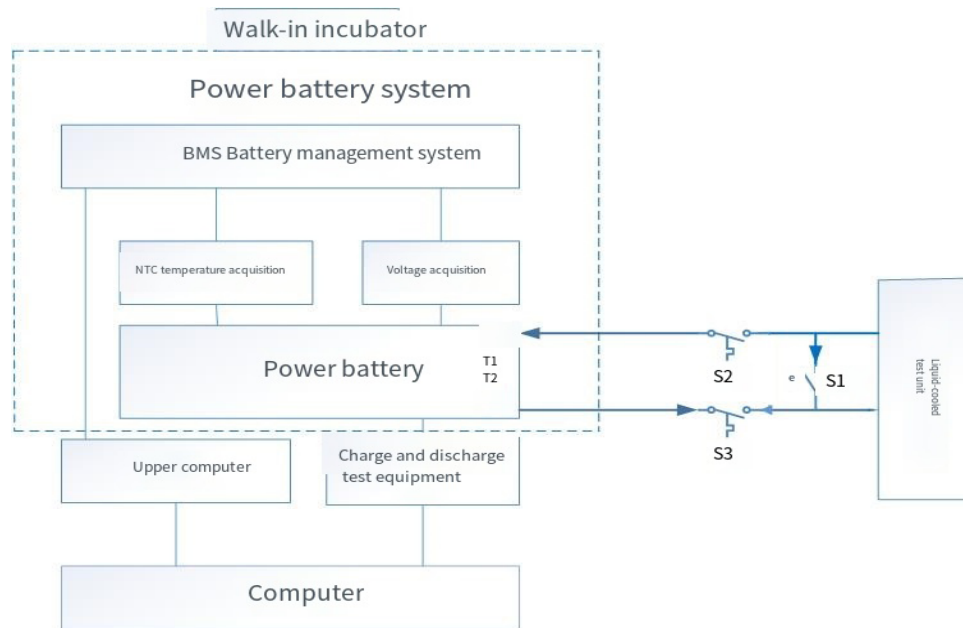 Walk-in incubator
Power battery system
BMS Battery management system
NTC temperature acquisition
Voltage acquisition
Power battery
T1
T2
S2
e
S1
S3
Liquid-cooled
test unit
Upper computer
Charge and discharge
test equipment
Computer